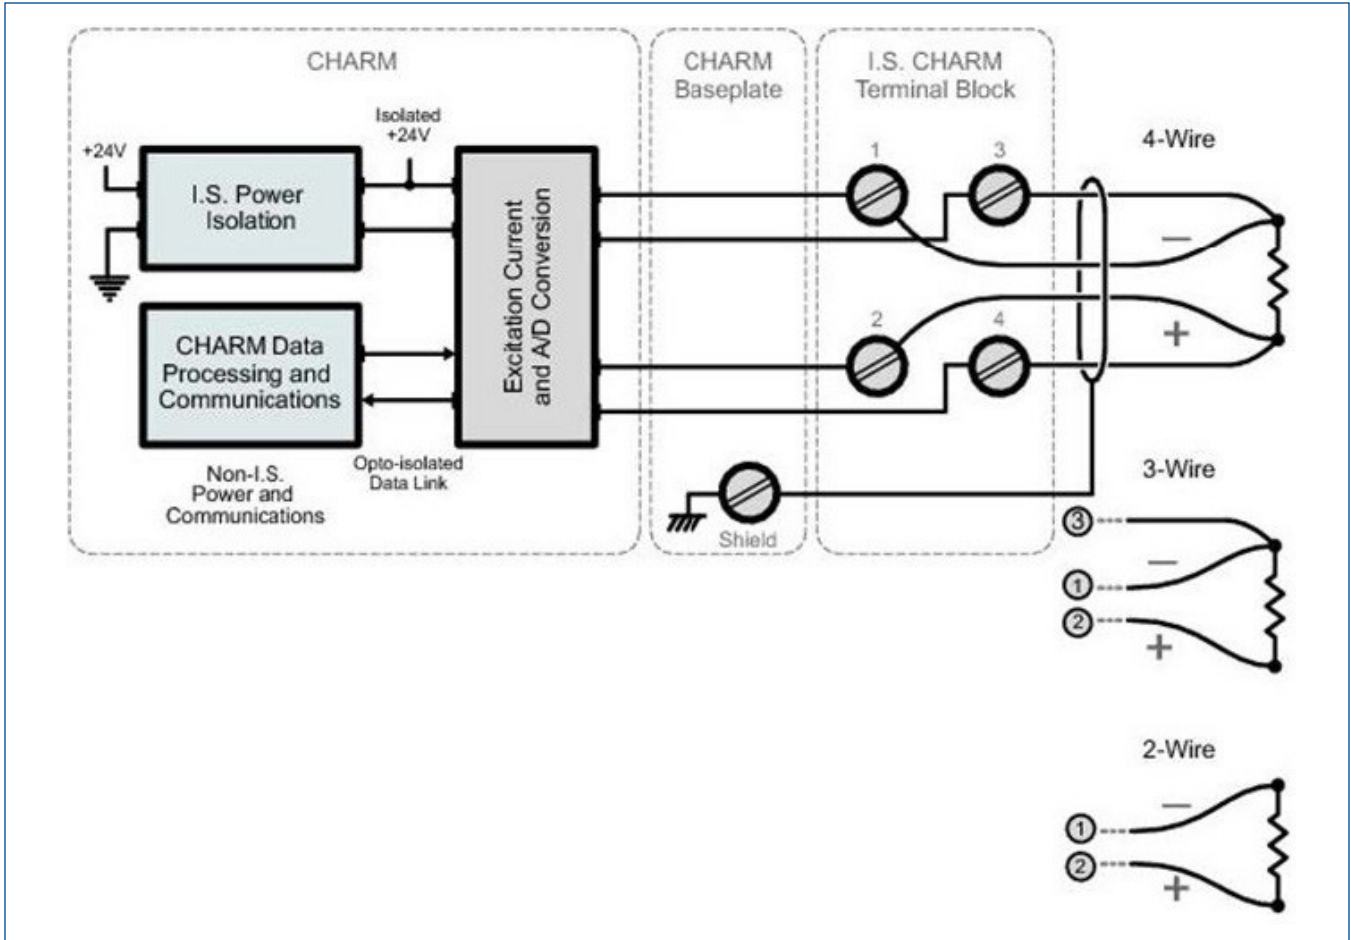 CHARM
CHARM
Baseplate
I.S. CHARM
Terminal Block
4-Wire
+24V
Isolated
+24V
I.S. Power
Isolation
Excitation Current
and A/D Conversion
CHARM Data
Processing and
Communications
Non-I.S.
Power and
Communications
Opto-isolated
Data Link
1
3
2
4
—
+
Shield
3-Wire
3
—
1
2
+
2-Wire
—
1
2
+